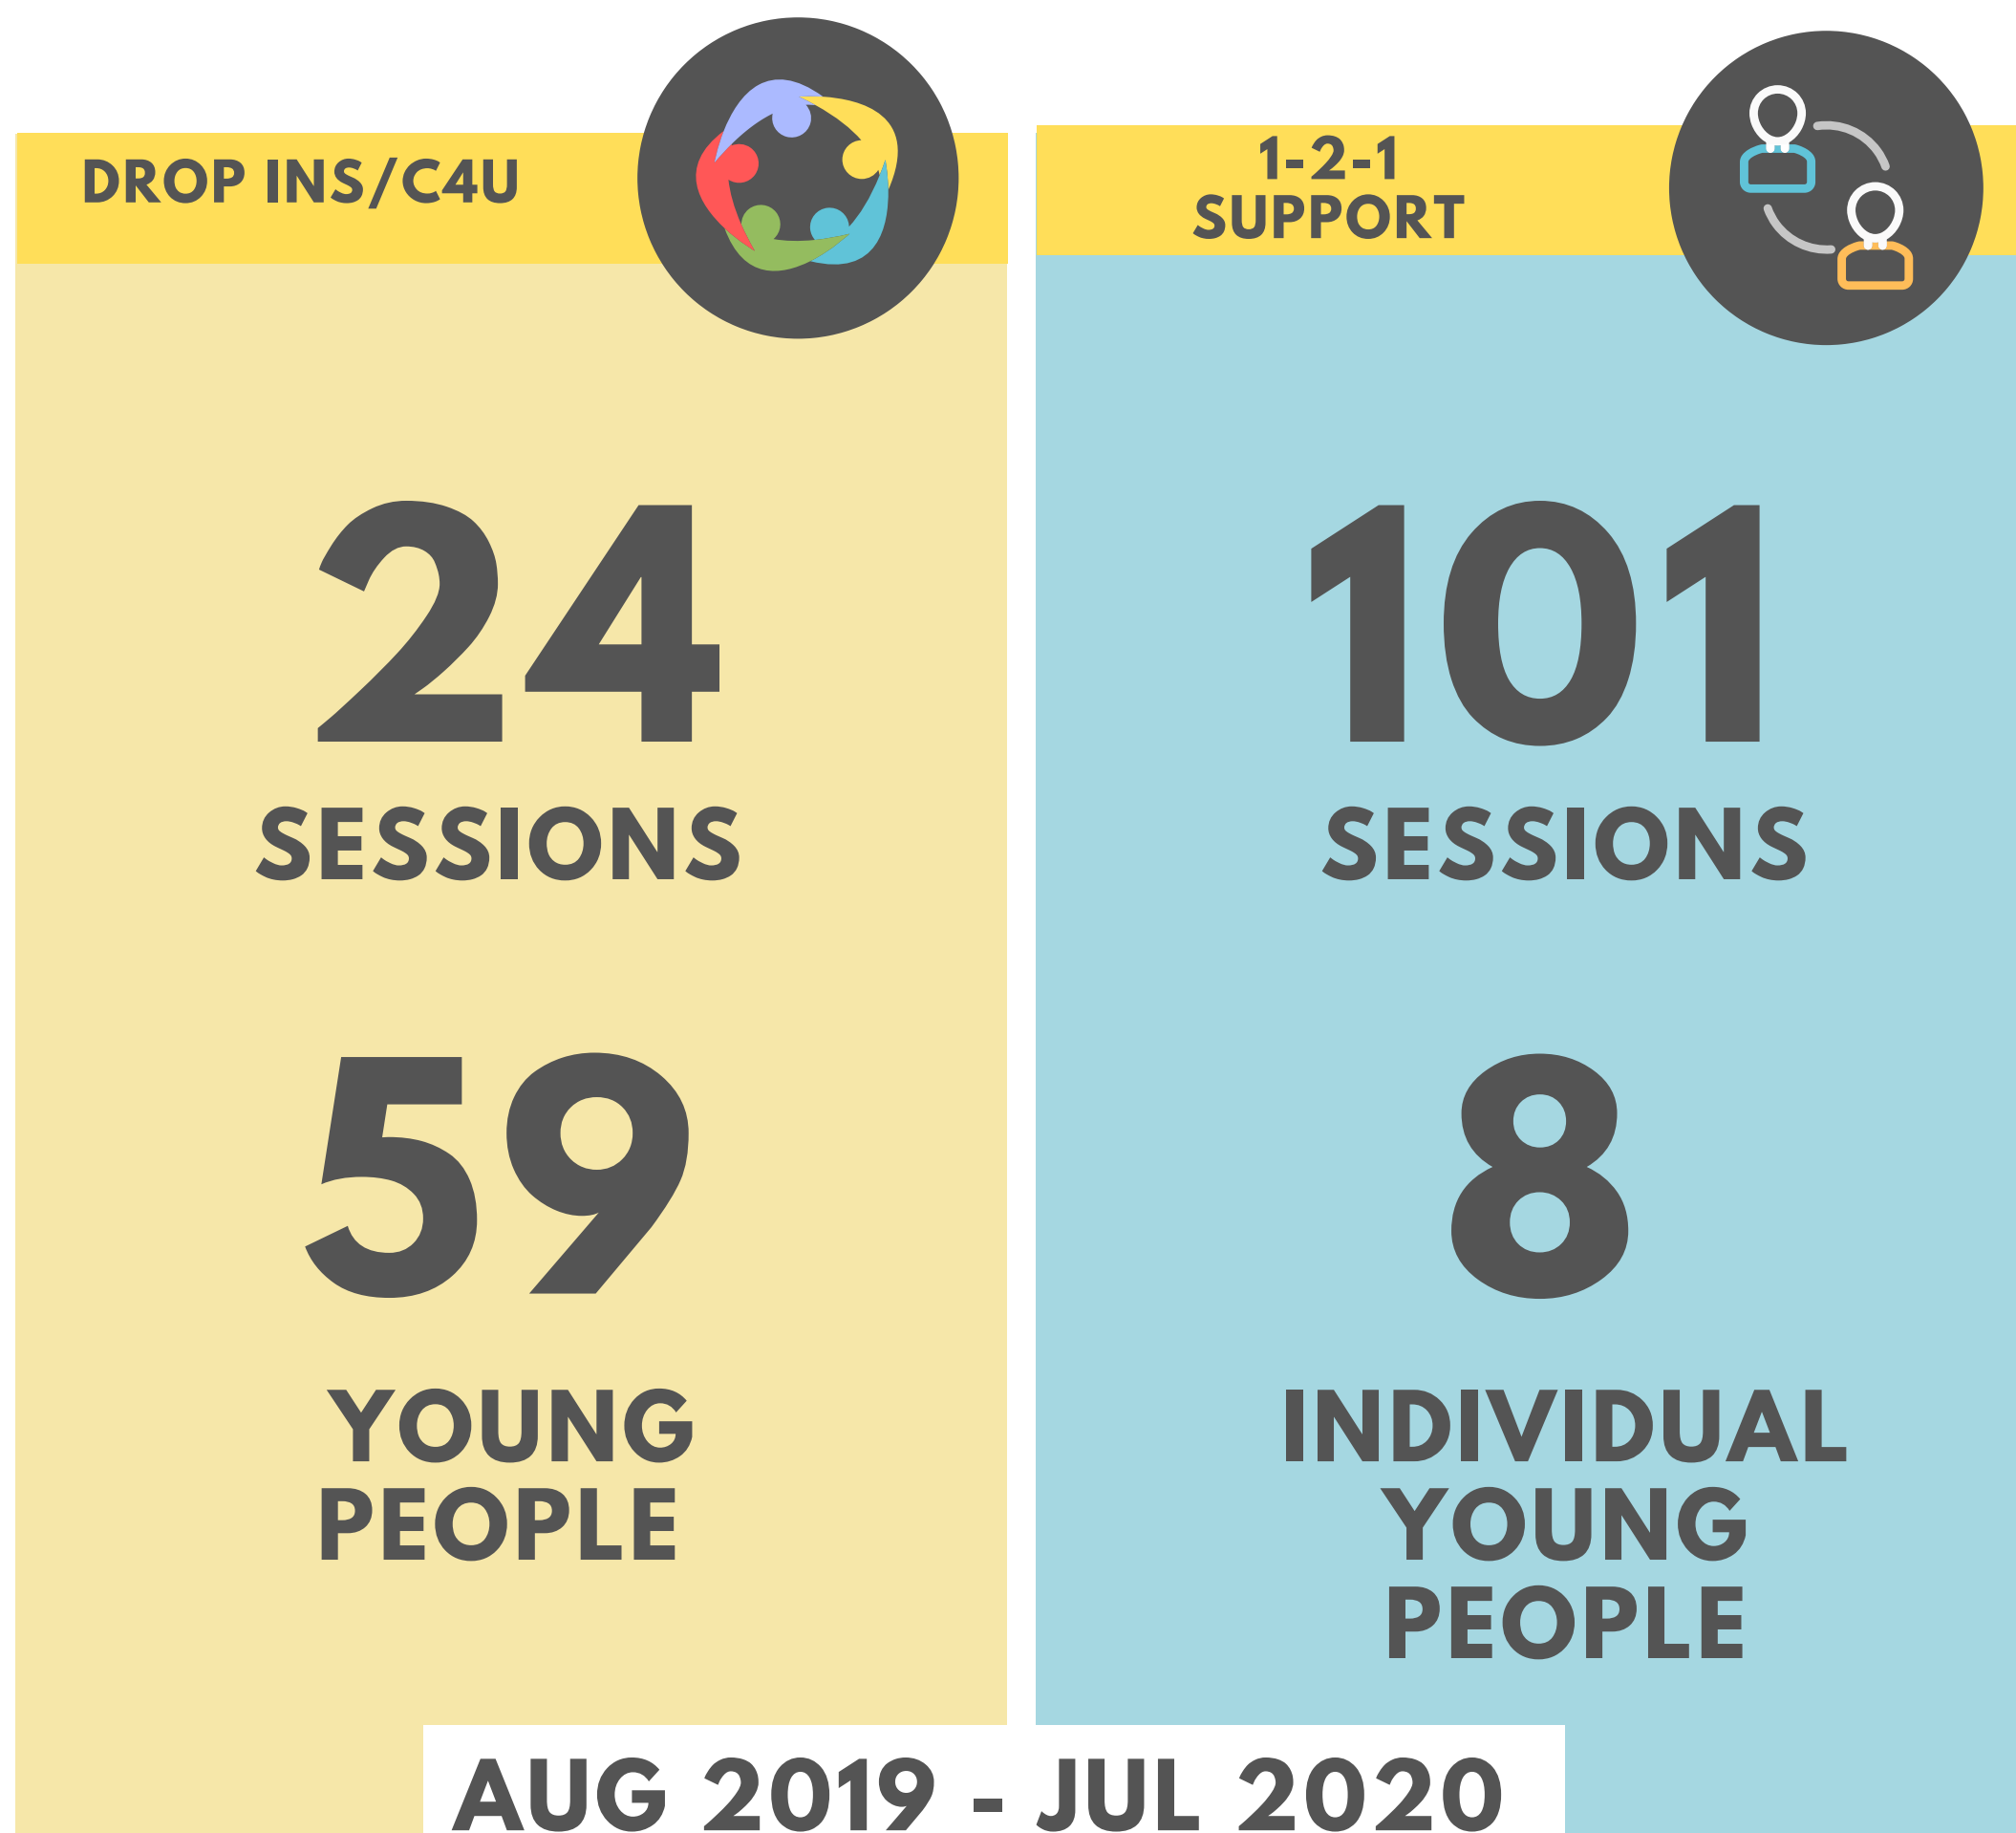 DROP INS/C4U
24
SESSIONS
59
YOUNG
PEOPLE
1-2-1
SUPPORT
101
SESSIONS
8
INDIVIDUAL
YOUNG
PEOPLE
AUG 2019 - JUL 2020